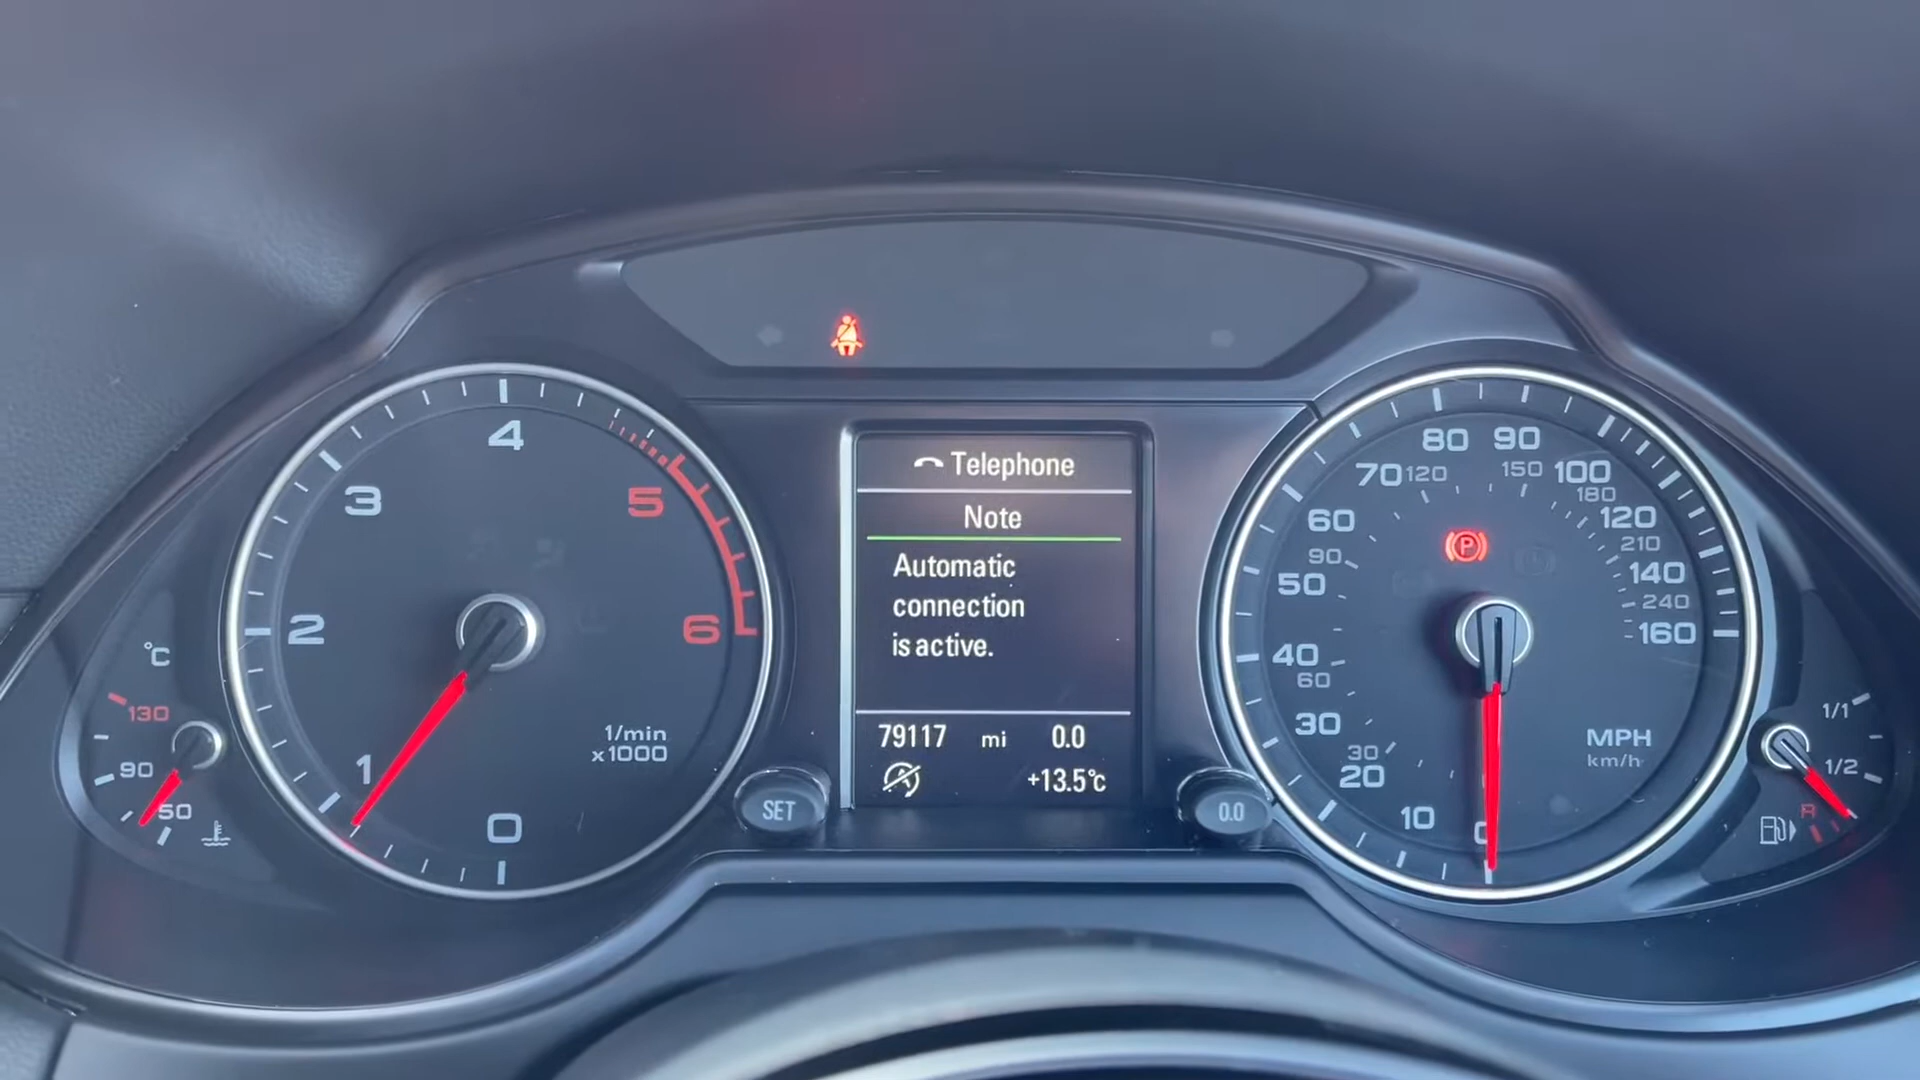 4
3
5
2
6
1
0
1/min
x1000
°C
130
90
50
Telephone
Note
Automatic
connection
is active.
79117 mi 0.0
+13.5°C
SET
0.0
80 90
70 120 150 100
180
60 120
90 210
50 140
240
40 160
60
30
30
20
10
0
MPH
km/h
1/1
1/2
R
P